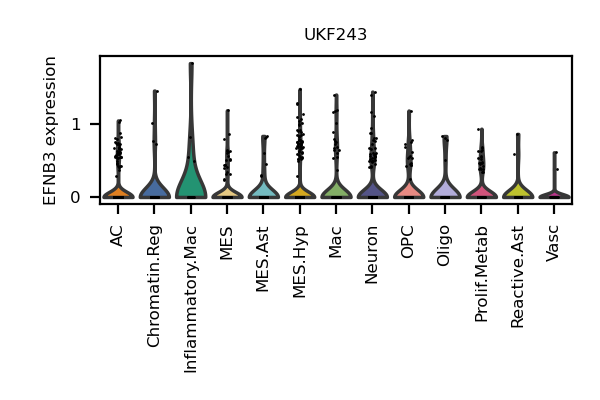 UKF243
EFNB3 expression
1
0
AC
Chromatin.Reg
Inflammatory.Mac
MES
MES.Ast
MES.Hyp
Mac
Neuron
OPC
Oligo
Prolif.Metab
Reactive.Ast
Vasc